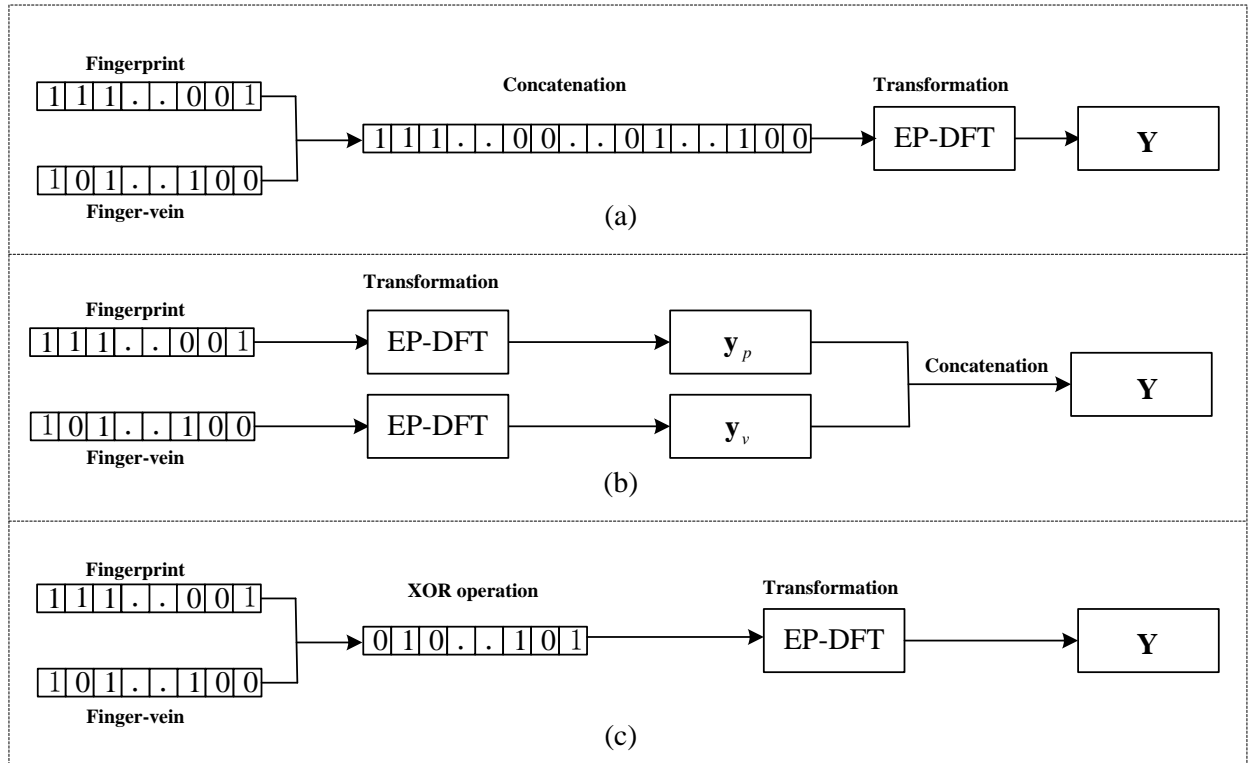 Fingerprint
1 1 1 . . 0 0 1
Finger-vein
1 0 1 . . 1 0 0
Concatenation
1 1 1 . . 0 0 . . 0 1 . . 1 0 0
Transformation
EP-DFT
Y
(a)
Fingerprint
1 1 1 . . 0 0 1
Finger-vein
1 0 1 . . 1 0 0
Transformation
EP-DFT
EP-DFT
y p
y v
Concatenation
Y
(b)
Fingerprint
1 1 1 . . 0 0 1
Finger-vein
1 0 1 . . 1 0 0
XOR operation
0 1 0 . . 1 0 1
Transformation
EP-DFT
Y
(c)